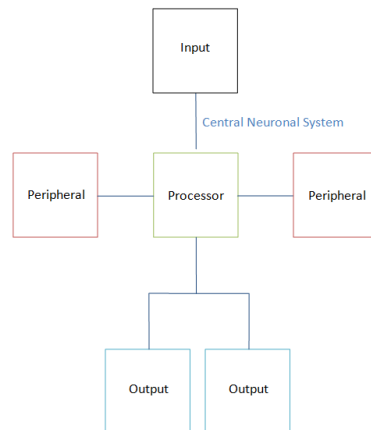 Input
Central Neuronal System
Peripheral
Processor
Peripheral
Output
Output